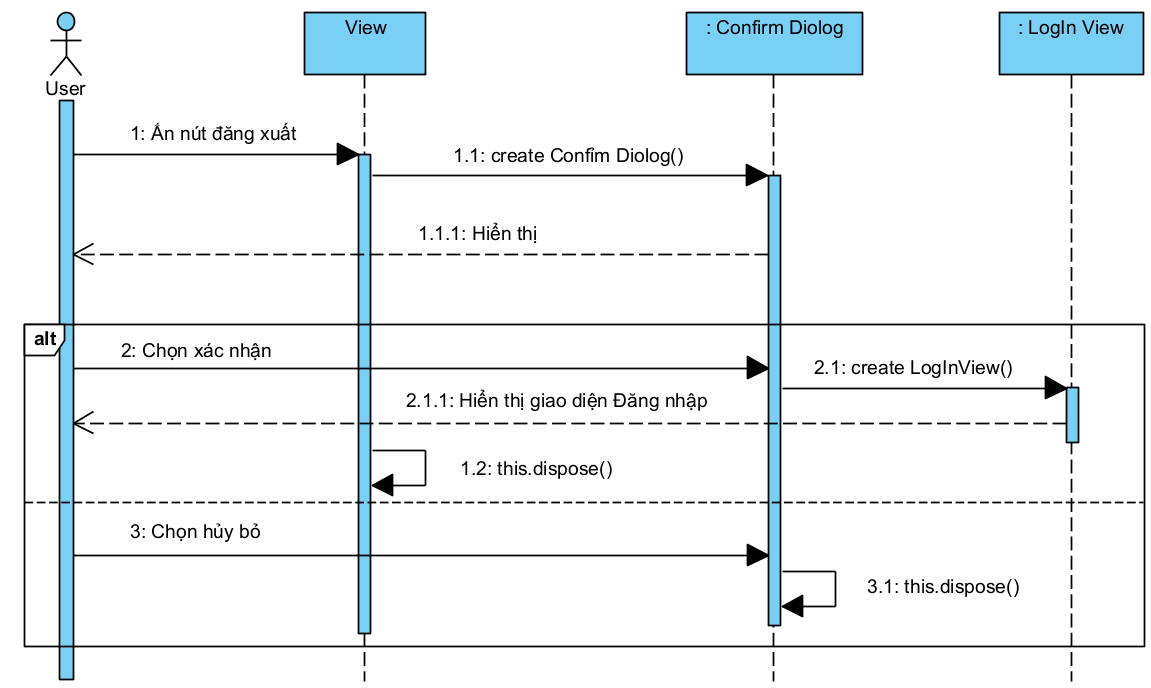 View
: Confirm Diolog
: LogIn View
User
1: Ấn nút đăng xuất
1.1: create Confỉm Diolog()
1.1.1: Hiển thị
alt
2: Chọn xác nhận
2.1: create LogInView()
2.1.1: Hiển thị giao diện Đăng nhập
1.2: this.dispose()
3: Chọn hủy bỏ
3.1: this.dispose()